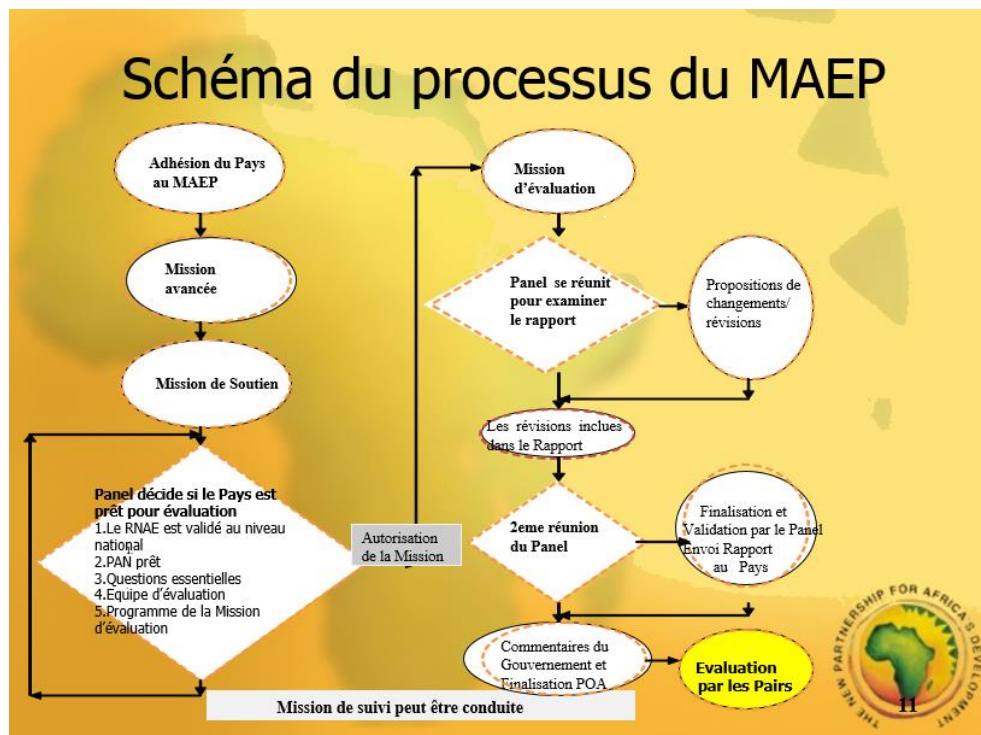 Schéma du processus du MAEP
Adhésion du Pays
au MAEP
Mission
avancée
Mission de Soutien
Panel décide si le Pays est
prêt pour évaluation
1.Le RNAE est validé au niveau
national
2.PAN prêt
3.Questions essentielles
4.Equipe d'évaluation
5.Programme de la Mission
d'évaluation
Autorisation
de la Mission
Mission de suivi peut être conduite
Mission
d'évaluation
Panel se réunit
pour examiner
le rapport
Propositions de
changements/
révisions
Les révisions inclues
dans le Rapport
2eme réunion
du Panel
Finalisation et
Validation par le Panel
Envoi Rapport
au Pays
Commentaires du
Gouvernement et
Finalisation POA
Evaluation
par les Pairs
THE NEW PARTNERSHIP FOR AFRICA'S DEVELOPMENT
11